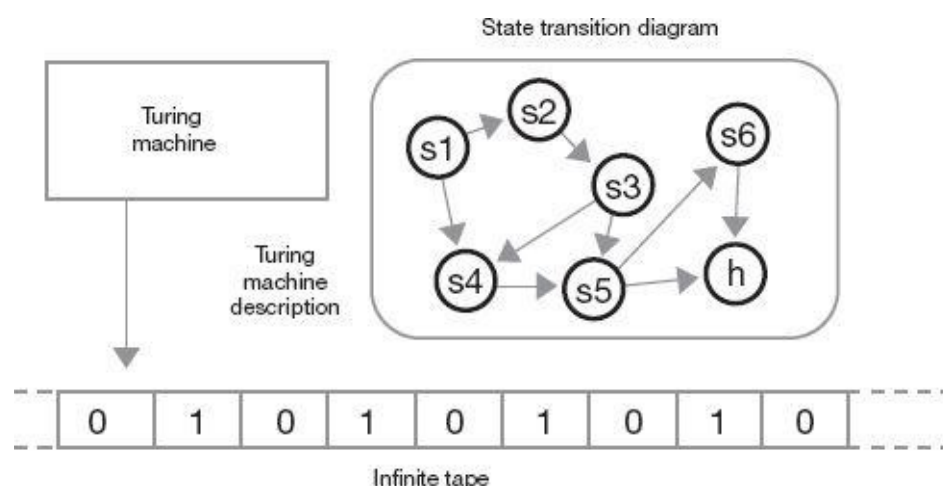 State transition diagram
Turing
machine
s1
s2
s3
s4
s5
s6
h
Turing
machine
description
0 1 0 1 0 1 0 1 0
Infinite tape